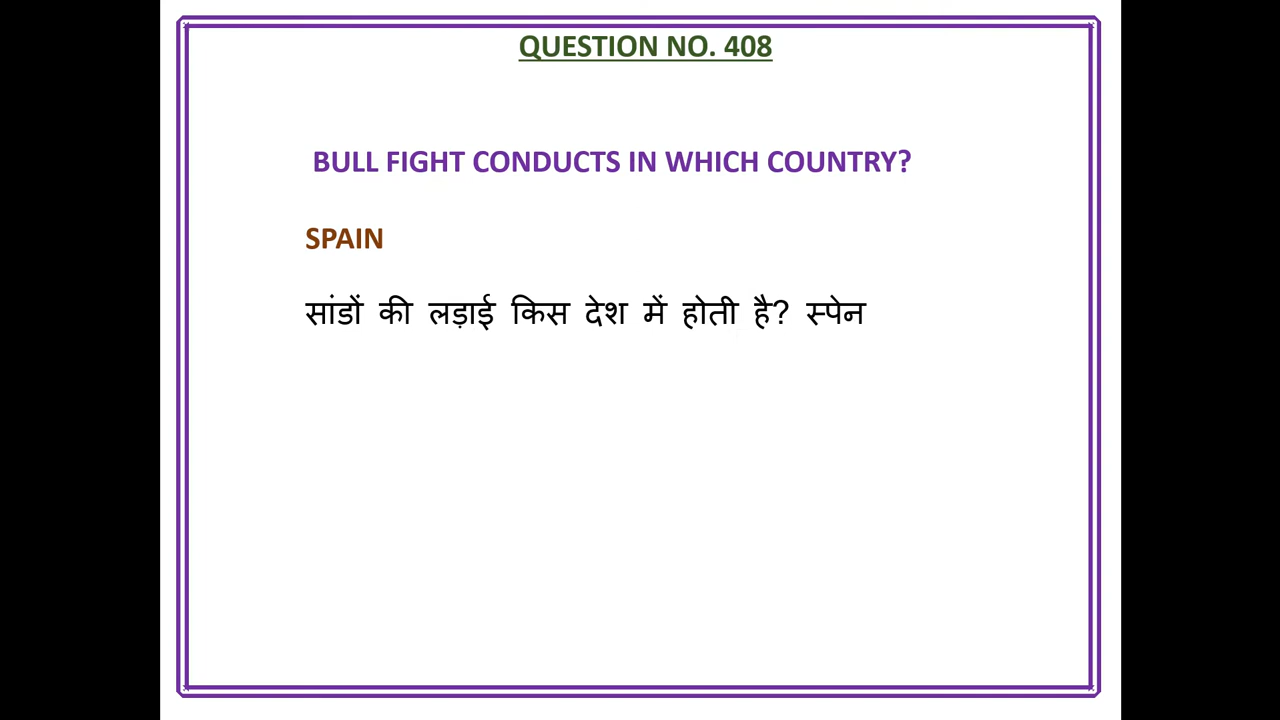 QUESTION NO. 408
BULL FIGHT CONDUCTS IN WHICH COUNTRY?
SPAIN
सांडों की लड़ाई किस देश में होती है? स्पेन